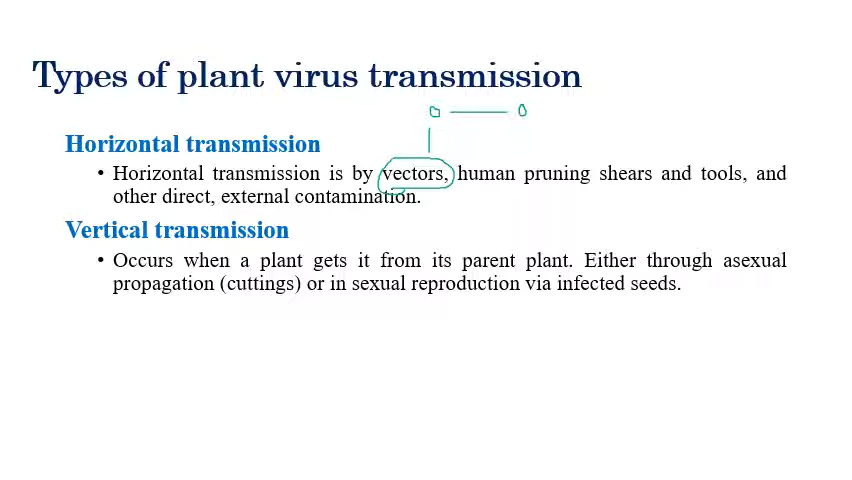 Types of plant virus transmission
Horizontal transmission
• Horizontal transmission is by vectors, human pruning shears and tools, and
other direct, external contamination.
Vertical transmission
• Occurs when a plant gets it from its parent plant. Either through asexual
propagation (cuttings) or in sexual reproduction via infected seeds.